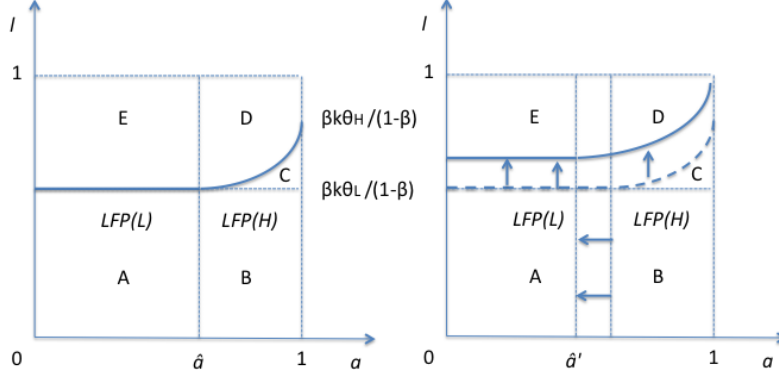 l
1
E
D
βkθH/(1-β)
C
βkθL/(1-β)
LFP(L)
LFP(H)
A
B
0
â
1
a
l
1
E
D
C
LFP(L)
LFP(H)
A
B
0
â'
1
a